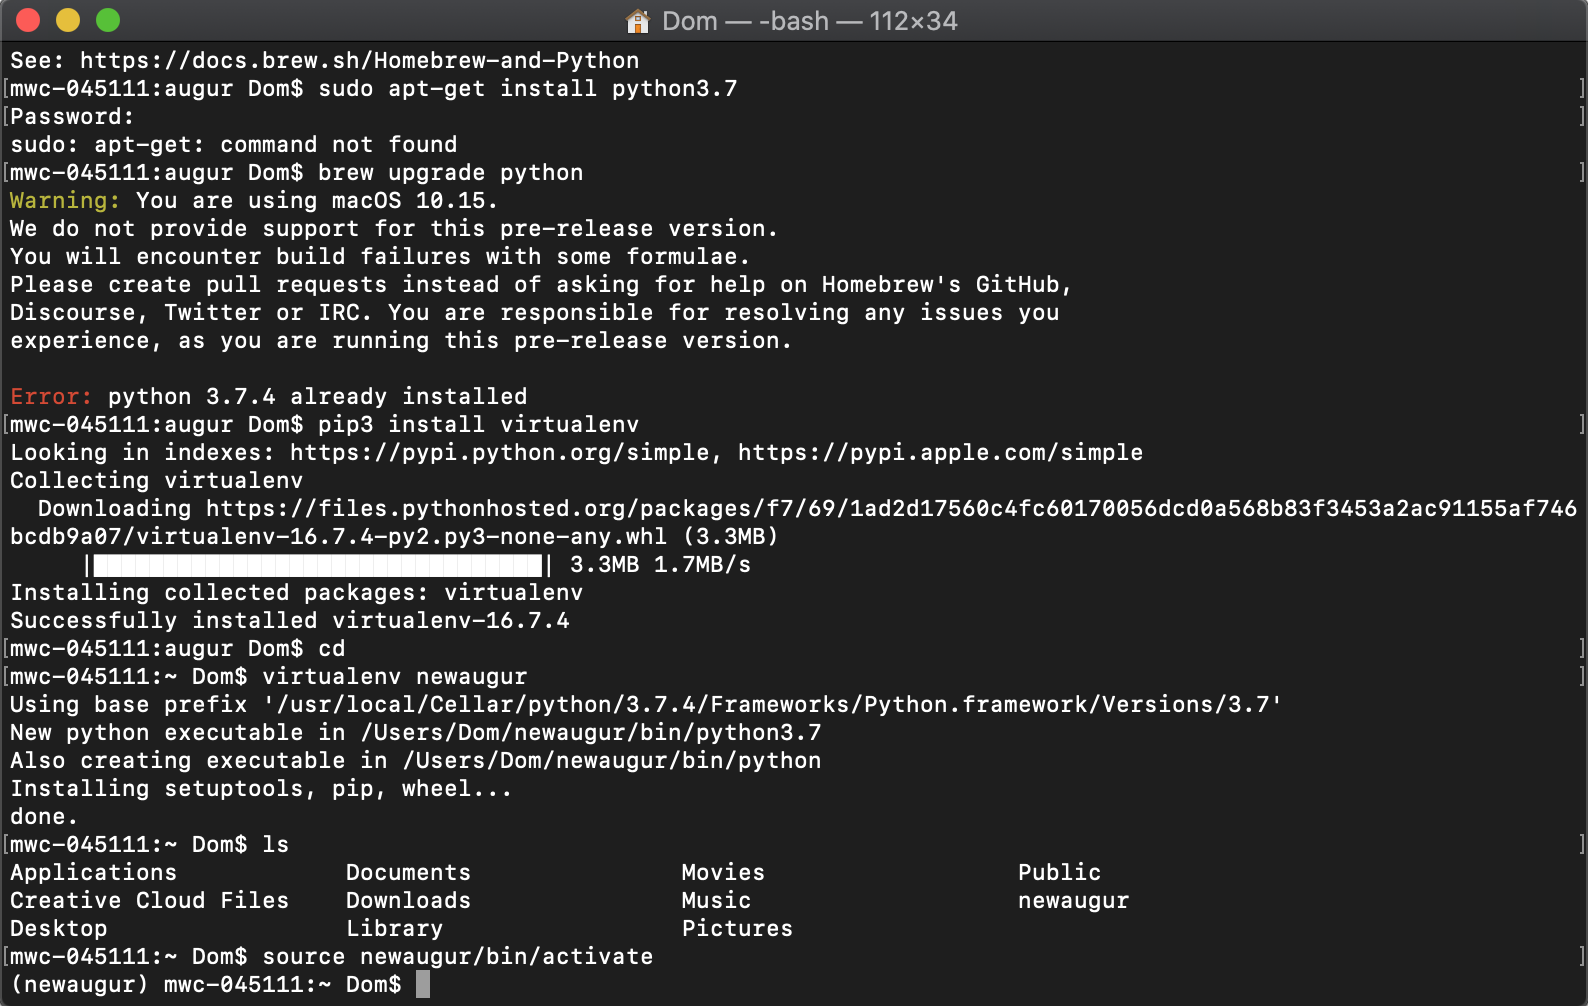 Dom — -bash — 112×34
See: https://docs.brew.sh/Homebrew-and-Python
[mwc-045111:augur Dom$ sudo apt-get install python3.7 ]
[Password: ]
sudo: apt-get: command not found
[mwc-045111:augur Dom$ brew upgrade python ]
Warning: You are using macOS 10.15.
We do not provide support for this pre-release version.
You will encounter build failures with some formulae.
Please create pull requests instead of asking for help on Homebrew's GitHub,
Discourse, Twitter or IRC. You are responsible for resolving any issues you
experience, as you are running this pre-release version.
Error: python 3.7.4 already installed
[mwc-045111:augur Dom$ pip3 install virtualenv ]
Looking in indexes: https://pypi.python.org/simple, https://pypi.apple.com/simple
Collecting virtualenv
Downloading https://files.pythonhosted.org/packages/f7/69/1ad2d17560c4fc60170056dcd0a568b83f3453a2ac91155af746
bcdb9a07/virtualenv-16.7.4-py2.py3-none-any.whl (3.3MB)
|████████████████████████████████| 3.3MB 1.7MB/s
Installing collected packages: virtualenv
Successfully installed virtualenv-16.7.4
[mwc-045111:augur Dom$ cd ]
[mwc-045111:~ Dom$ virtualenv newaugur ]
Using base prefix '/usr/local/Cellar/python/3.7.4/Frameworks/Python.framework/Versions/3.7'
New python executable in /Users/Dom/newaugur/bin/python3.7
Also creating executable in /Users/Dom/newaugur/bin/python
Installing setuptools, pip, wheel...
done.
[mwc-045111:~ Dom$ ls ]
Applications Documents Movies Public
Creative Cloud Files Downloads Music newaugur
Desktop Library Pictures
[mwc-045111:~ Dom$ source newaugur/bin/activate ]
(newaugur) mwc-045111:~ Dom$